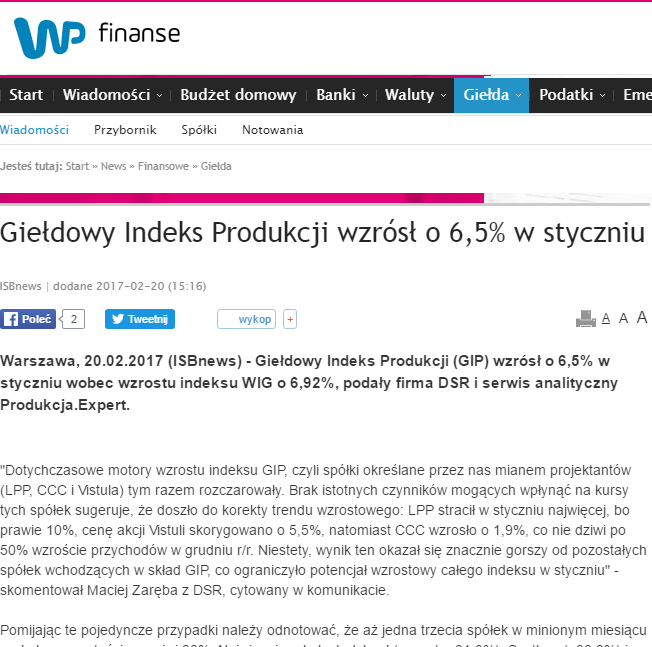 WP finanse
Start Wiadomości Budżet domowy Banki Waluty Giełda Podatki Eme
Wiadomości Przybornik Spółki Notowania
Jesteś tutaj: Start » News » Finansowe » Giełda
Giełdowy Indeks Produkcji wzrósł o 6,5% w styczniu
ISBnews | dodane 2017-02-20 (15:16)
Poleć 2 Tweetnij wykop + A A A
Warszawa, 20.02.2017 (ISBnews) - Giełdowy Indeks Produkcji (GIP) wzrósł o 6,5% w
styczniu wobec wzrostu indeksu WIG o 6,92%, podały firma DSR i serwis analityczny
Produkcja.Expert.
"Dotychczasowe motory wzrostu indeksu GIP, czyli spółki określane przez nas mianem projektantów
(LPP, CCC i Vistula) tym razem rozczarowały. Brak istotnych czynników mogących wpłynąć na kursy
tych spółek sugeruje, że doszło do korekty trendu wzrostowego: LPP stracił w styczniu najwięcej, bo
prawie 10%, cenę akcji Vistuli skorygowano o 5,5%, natomiast CCC wzrosło o 1,9%, co nie dziwi po
50% wzroście przychodów w grudniu r/r. Niestety, wynik ten okazał się znacznie gorszy od pozostałych
spółek wchodzących w skład GIP, co ograniczyło potencjał wzrostowy całego indeksu w styczniu" -
skomentował Maciej Zaręba z DSR, cytowany w komunikacie.
Pomijając te pojedyncze przypadki należy odnotować, że aż jedna trzecia spółek w minionym miesiącu